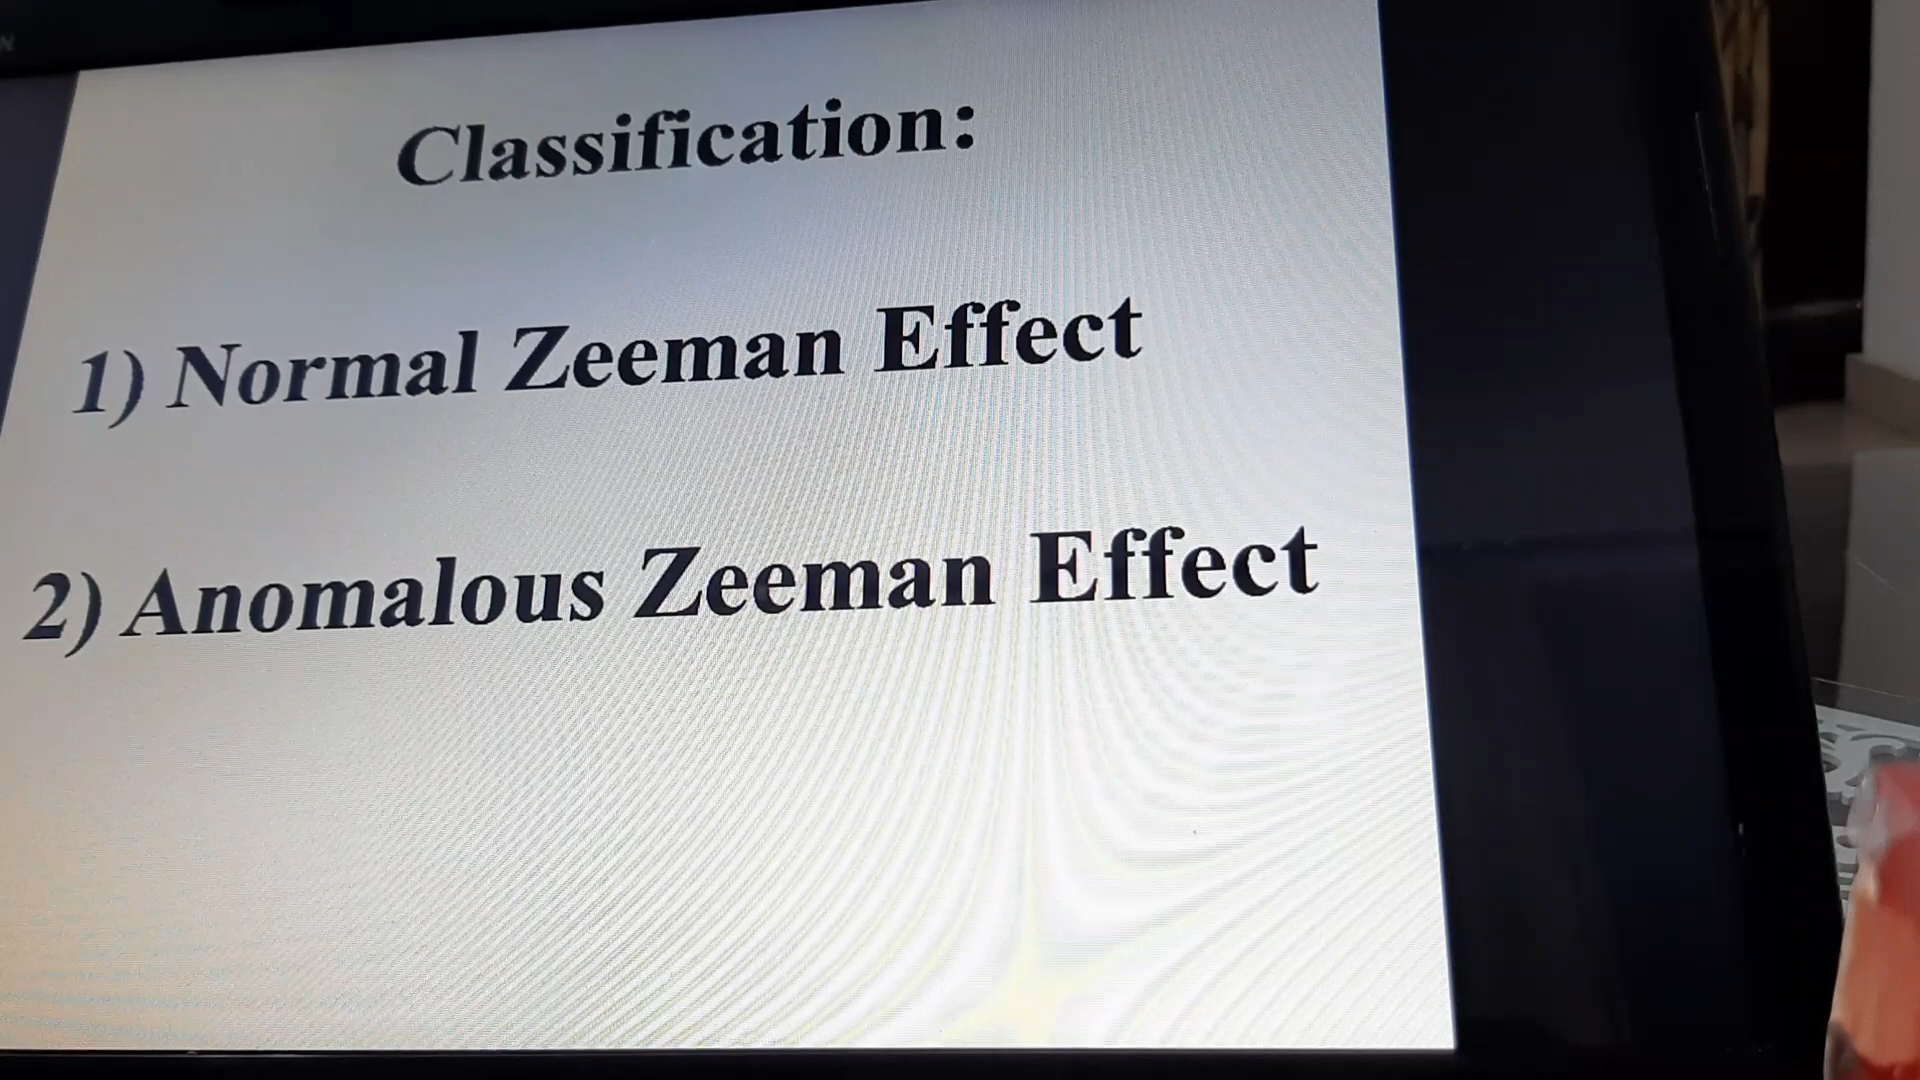 Classification:
1) Normal Zeeman Effect
2) Anomalous Zeeman Effect